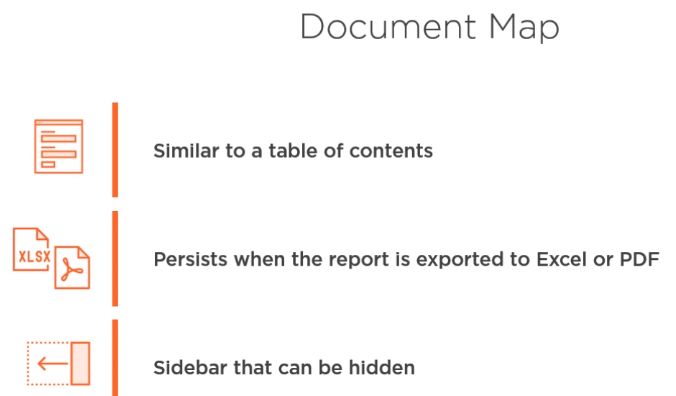 Document Map
Similar to a table of contents
XLSX
Persists when the report is exported to Excel or PDF
Sidebar that can be hidden